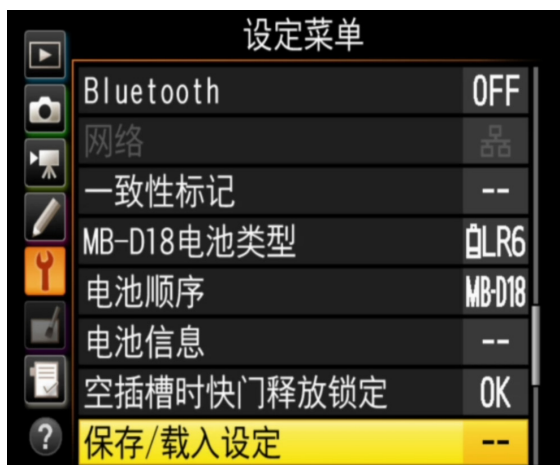 设定菜单
Bluetooth OFF
网络
一致性标记 --
MB-D18电池类型 LR6
电池顺序 MB-D18
电池信息 --
空插槽时快门释放锁定 OK
保存/载入设定 --
?